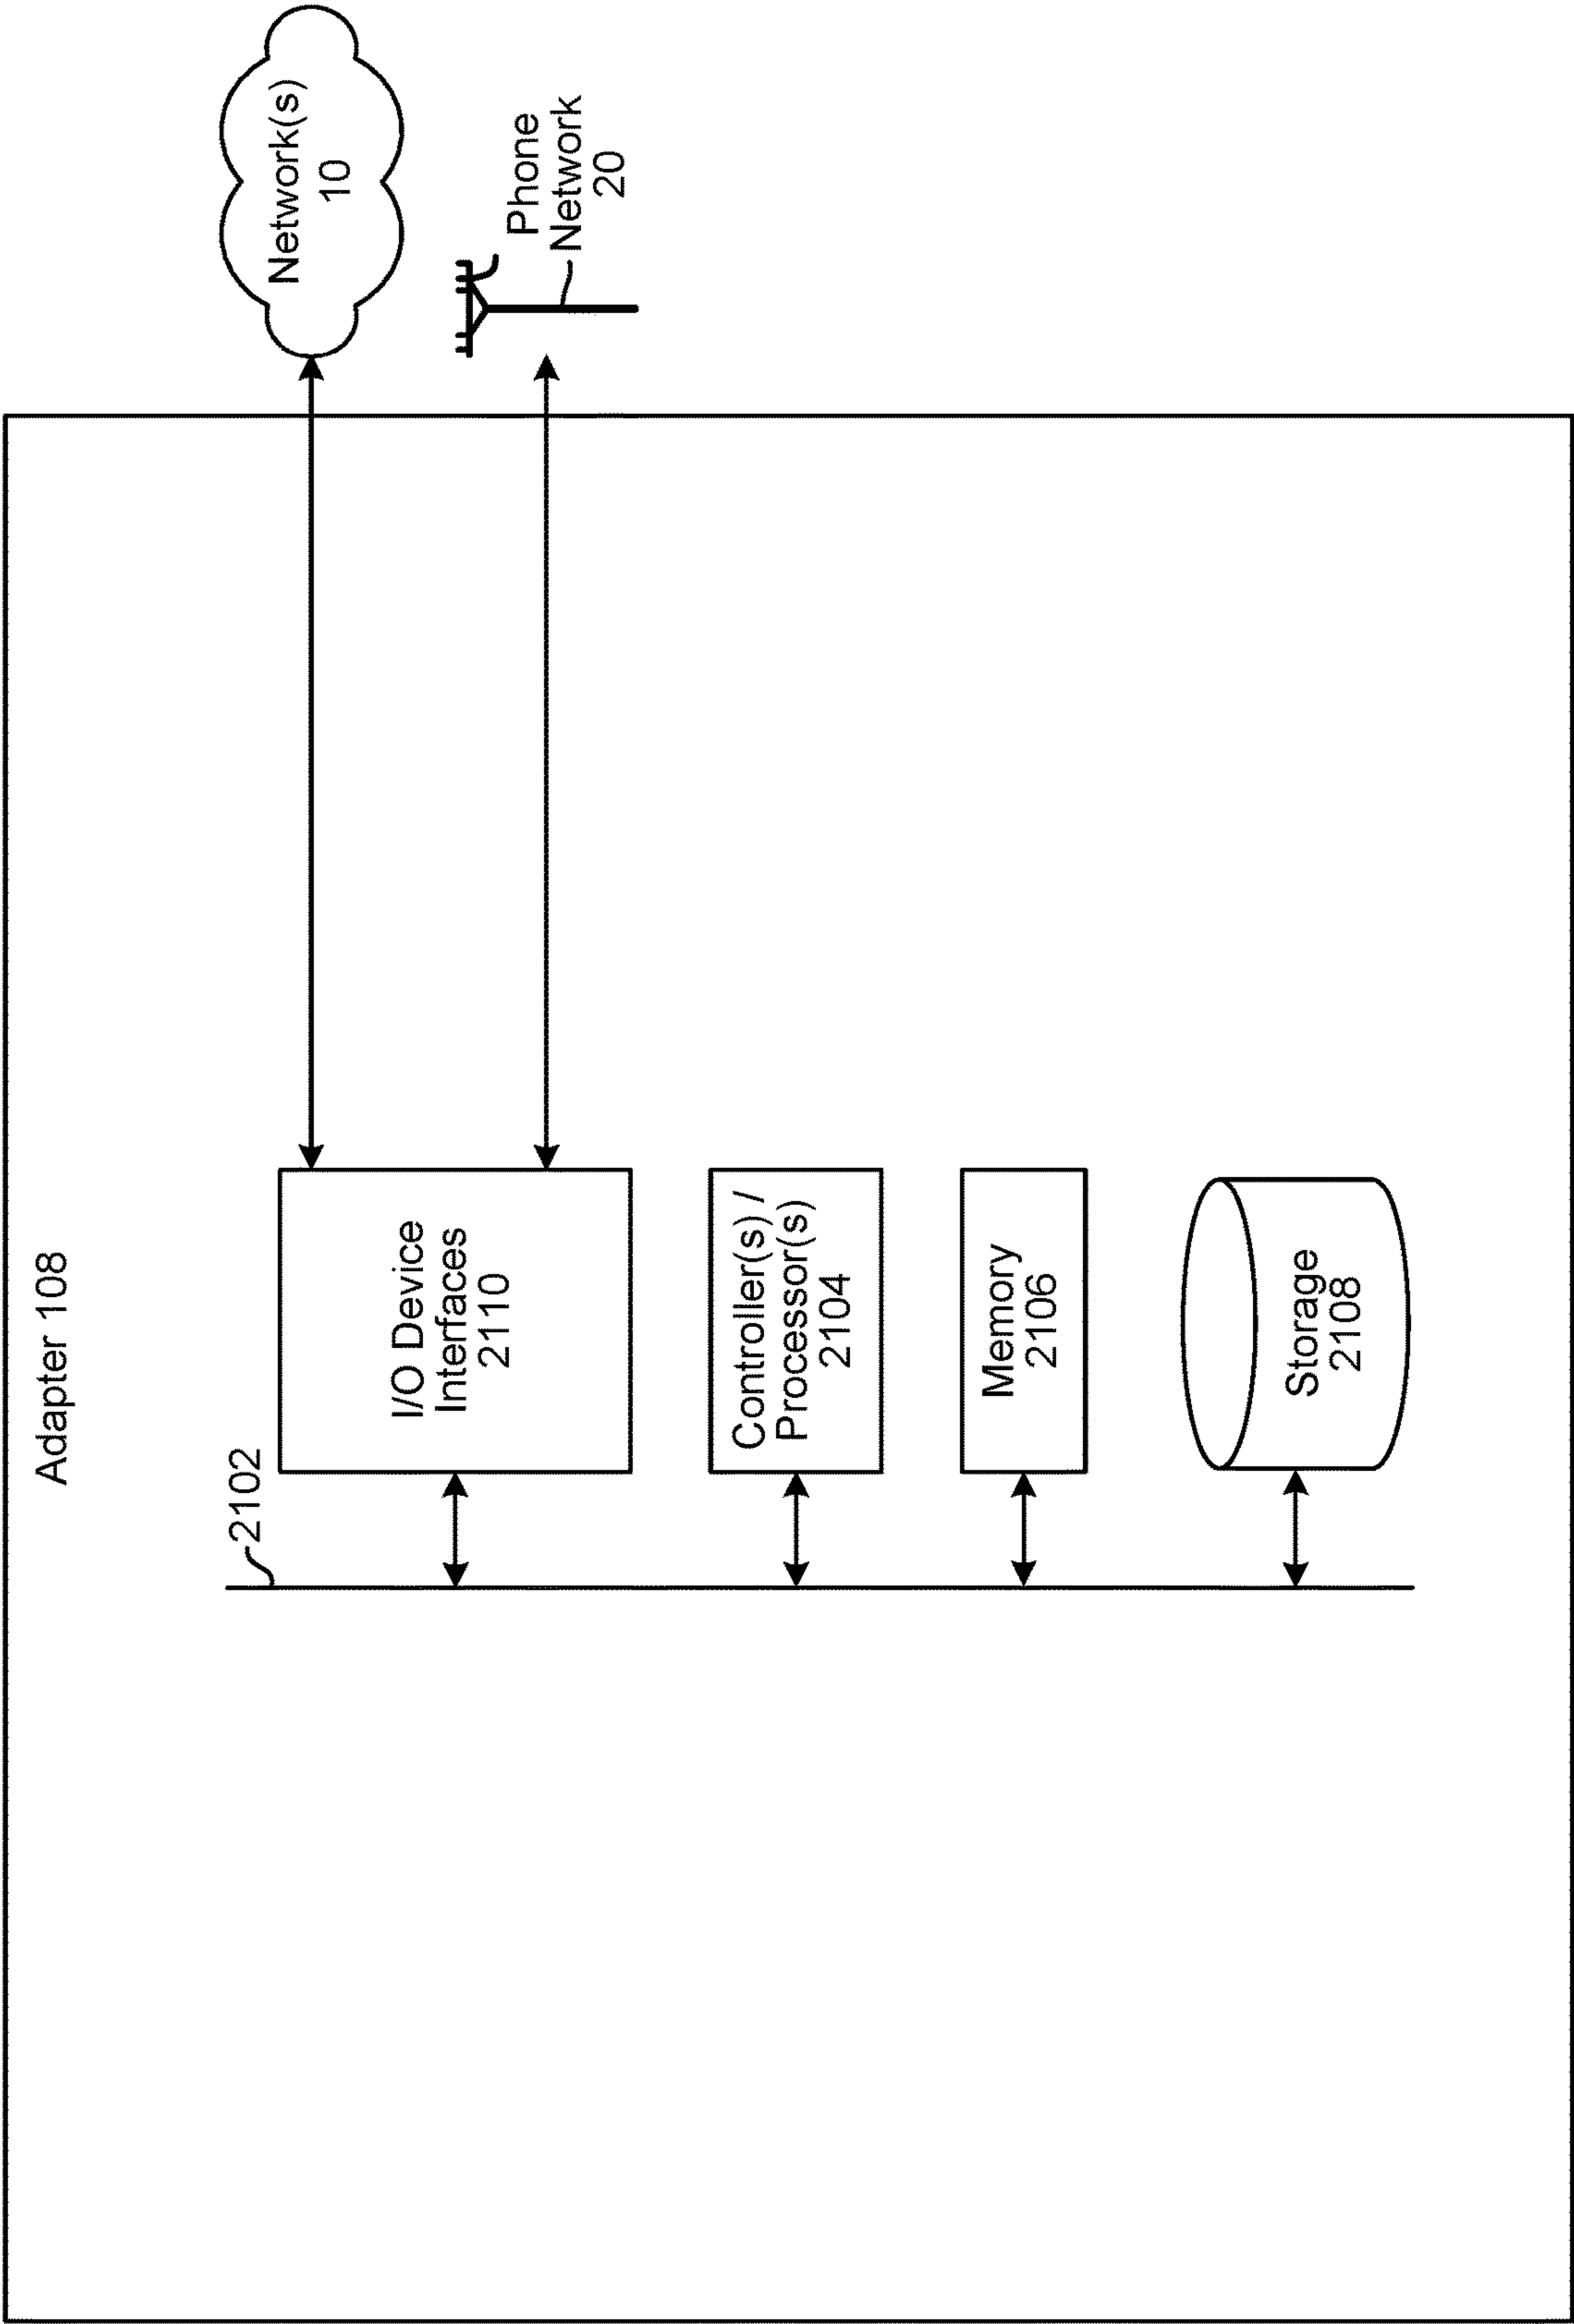 Adapter 108
2102
I/O Device
Interfaces
2110
Network(s)
10
Phone
Network
20
Controller(s) /
Processor(s)
2104
Memory
2106
Storage
2108